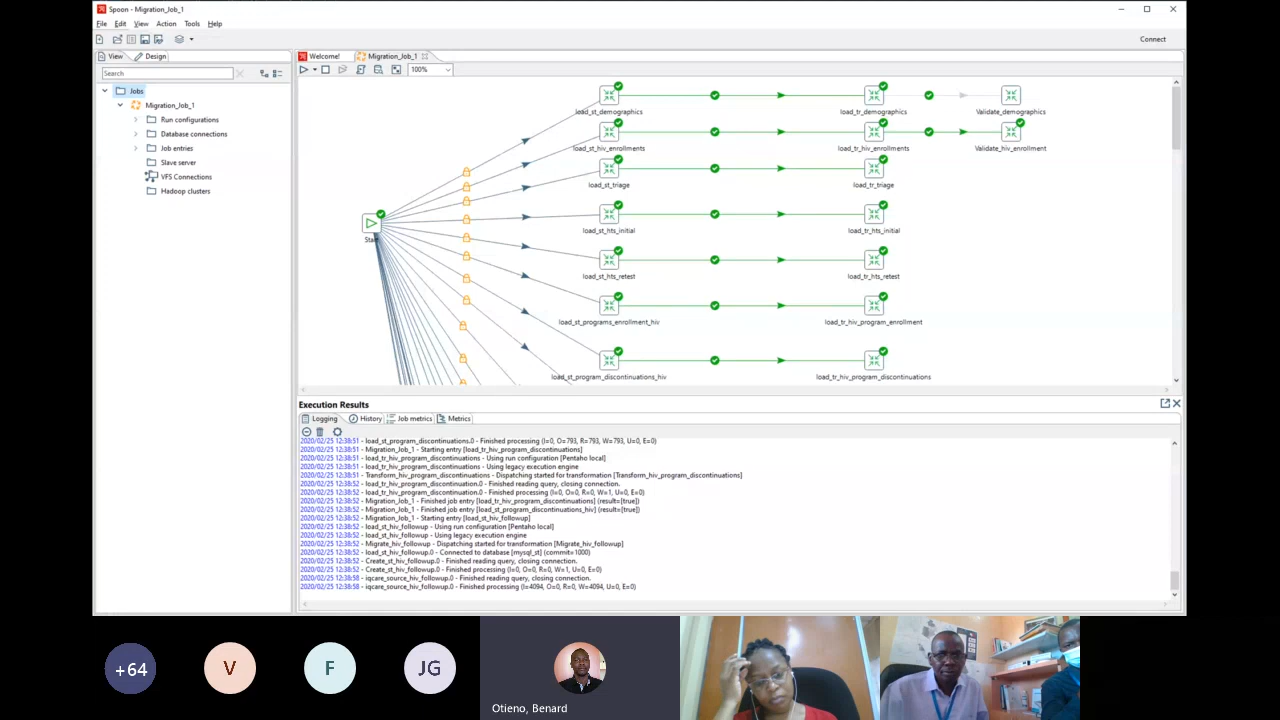 Spoon - Migration_Job_1
File Edit View Action Tools Help
Connect
View Design
Welcome! Migration_Job_1
Search
100%
Jobs
Migration_Job_1
Run configurations
Database connections
Job entries
Slave server
VFS Connections
Hadoop clusters
load_st_demographics load_tr_demographics Validate_demographics
load_st_hiv_enrollments load_tr_hiv_enrollments Validate_hiv_enrollment
load_st_triage load_tr_triage
Start
load_st_hts_initial load_tr_hts_initial
load_st_hts_retest load_tr_hts_retest
load_st_programs_enrollment_hiv load_tr_hiv_program_enrollment
load_st_program_discontinuations_hiv load_tr_hiv_program_discontinuations
Execution Results
Logging History Job metrics Metrics
2020/02/25 12:38:51 - load_st_program_discontinuations.0 - Finished processing (I=0, O=793, R=793, W=793, U=0, E=0)
2020/02/25 12:38:51 - Migration_Job_1 - Starting entry [load_tr_hiv_program_discontinuations]
2020/02/25 12:38:51 - load_tr_hiv_program_discontinuations - Using run configuration [Pentaho local]
2020/02/25 12:38:51 - load_tr_hiv_program_discontinuations - Using legacy execution engine
2020/02/25 12:38:51 - Transform_hiv_program_discontinuations - Dispatching started for transformation [Transform_hiv_program_discontinuations]
2020/02/25 12:38:52 - load_tr_hiv_program_discontinuation.0 - Finished reading query, closing connection.
2020/02/25 12:38:52 - load_tr_hiv_program_discontinuation.0 - Finished processing (I=0, O=0, R=0, W=1, U=0, E=0)
2020/02/25 12:38:52 - Migration_Job_1 - Finished job entry [load_tr_hiv_program_discontinuations] (result=[true])
2020/02/25 12:38:52 - Migration_Job_1 - Finished job entry [load_st_program_discontinuations_hiv] (result=[true])
2020/02/25 12:38:52 - Migration_Job_1 - Starting entry [load_st_hiv_followup]
2020/02/25 12:38:52 - load_st_hiv_followup - Using run configuration [Pentaho local]
2020/02/25 12:38:52 - load_st_hiv_followup - Using legacy execution engine
2020/02/25 12:38:52 - Migrate_hiv_followup - Dispatching started for transformation [Migrate_hiv_followup]
2020/02/25 12:38:52 - load_st_hiv_followup.0 - Connected to database [mysql_st] (commit=1000)
2020/02/25 12:38:52 - Create_st_hiv_followup.0 - Finished reading query, closing connection.
2020/02/25 12:38:52 - Create_st_hiv_followup.0 - Finished processing (I=0, O=0, R=0, W=1, U=0, E=0)
2020/02/25 12:38:58 - iqcare_source_hiv_followup.0 - Finished reading query, closing connection.
2020/02/25 12:38:58 - iqcare_source_hiv_followup.0 - Finished processing (I=4094, O=0, R=0, W=4094, U=0, E=0)
+64 V F JG
Otieno, Benard